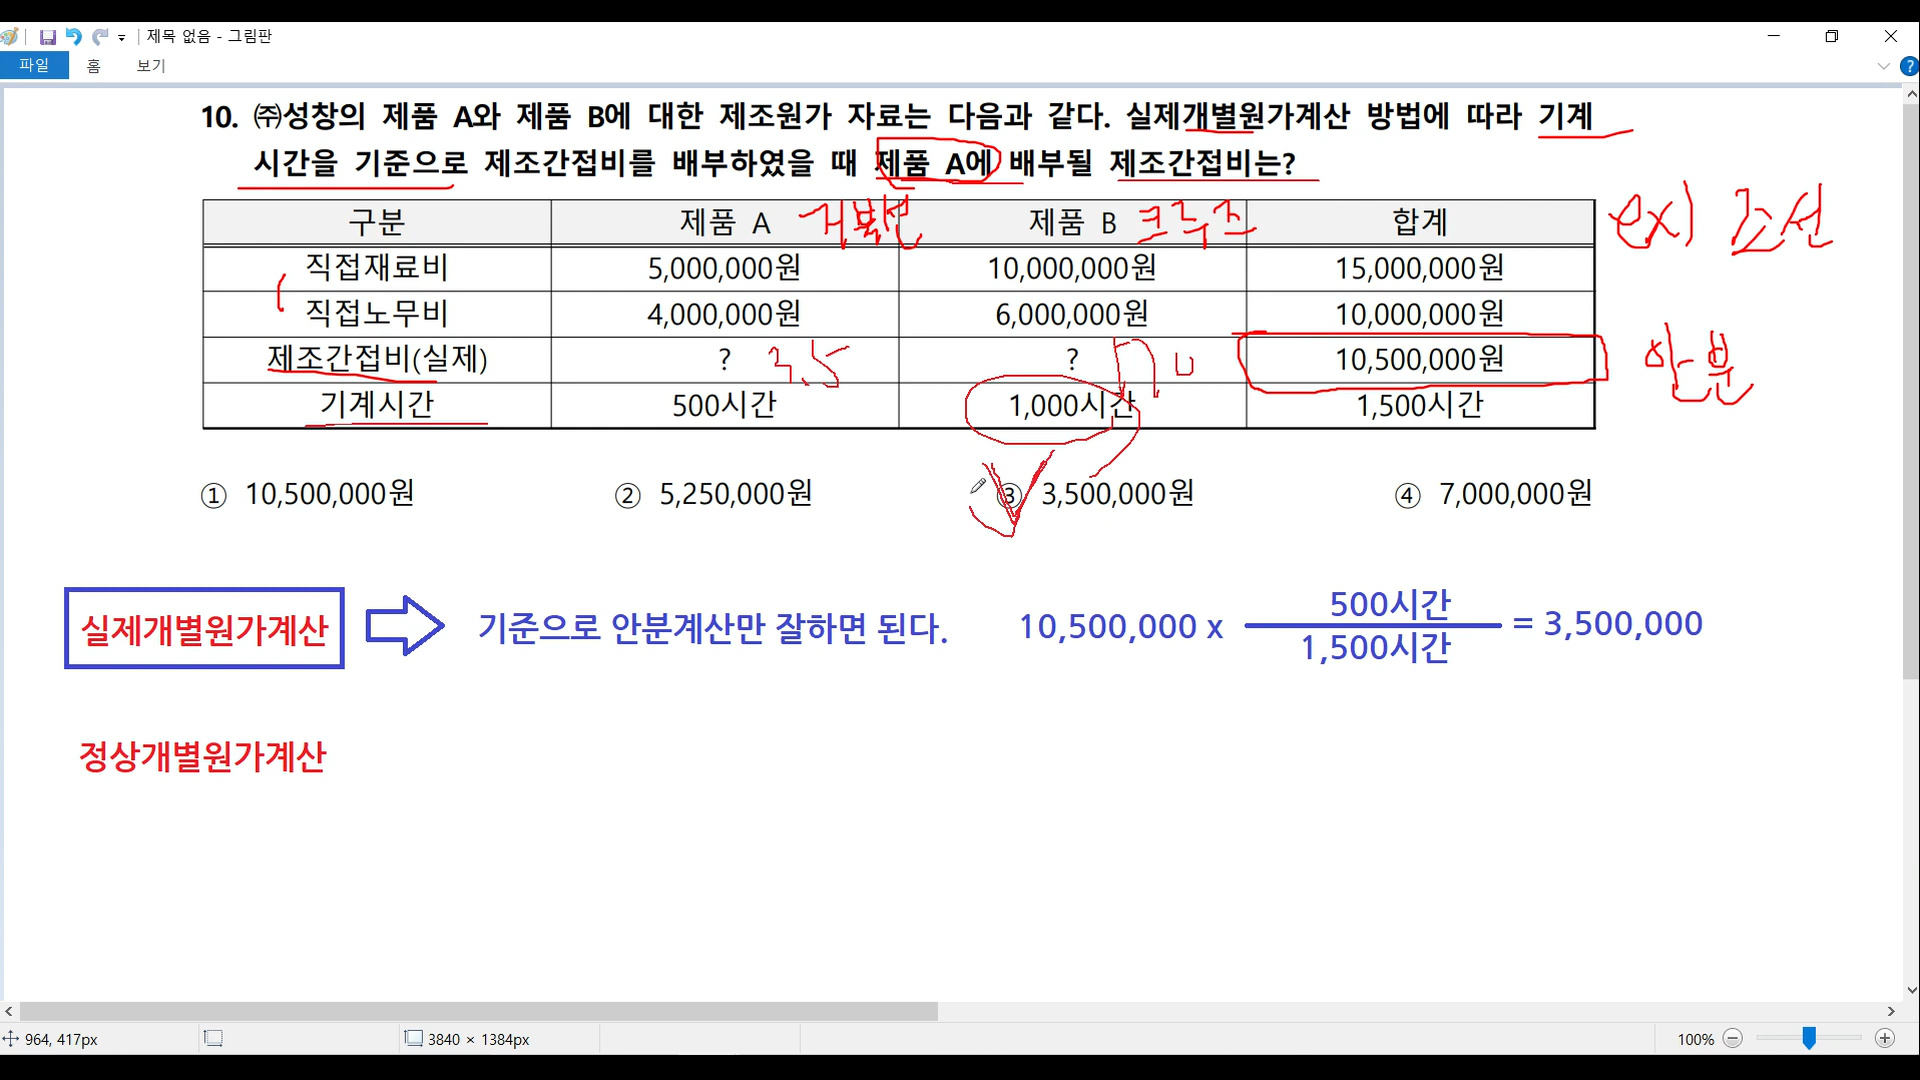 제목 없음 - 그림판
파일 홈 보기
10. ㈜성창의 제품 A와 제품 B에 대한 제조원가 자료는 다음과 같다. 실제개별원가계산 방법에 따라 기계
시간을 기준으로 제조간접비를 배부하였을 때 제품 A에 배부될 제조간접비는?
구분 제품 A 거북선 제품 B 크루즈 합계 조선
직접재료비 5,000,000원 10,000,000원 15,000,000원
직접노무비 4,000,000원 6,000,000원 10,000,000원
제조간접비(실제) ? 3.5 ? 10,500,000원 안분
기계시간 500시간 1,000시간 1,500시간
① 10,500,000원 ② 5,250,000원 ③ 3,500,000원 ④ 7,000,000원
실제개별원가계산 기준으로 안분계산만 잘하면 된다. 10,500,000 x 500시간
1,500시간 = 3,500,000
정상개별원가계산
964, 417px 3840 × 1384px 100%